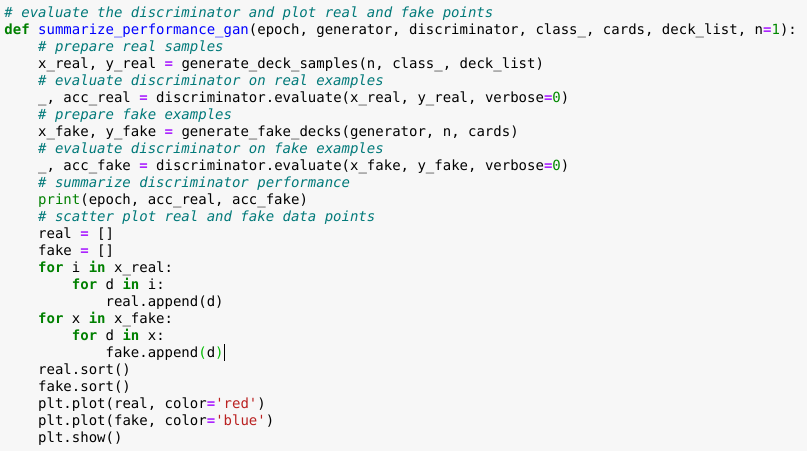 # evaluate the discriminator and plot real and fake points
def summarize_performance_gan(epoch, generator, discriminator, class_, cards, deck_list, n=1):
    # prepare real samples
    x_real, y_real = generate_deck_samples(n, class_, deck_list)
    # evaluate discriminator on real examples
    _, acc_real = discriminator.evaluate(x_real, y_real, verbose=0)
    # prepare fake examples
    x_fake, y_fake = generate_fake_decks(generator, n, cards)
    # evaluate discriminator on fake examples
    _, acc_fake = discriminator.evaluate(x_fake, y_fake, verbose=0)
    # summarize discriminator performance
    print(epoch, acc_real, acc_fake)
    # scatter plot real and fake data points
    real = []
    fake = []
    for i in x_real:
        for d in i:
            real.append(d)
    for x in x_fake:
        for d in x:
            fake.append(d)
    real.sort()
    fake.sort()
    plt.plot(real, color='red')
    plt.plot(fake, color='blue')
    plt.show()